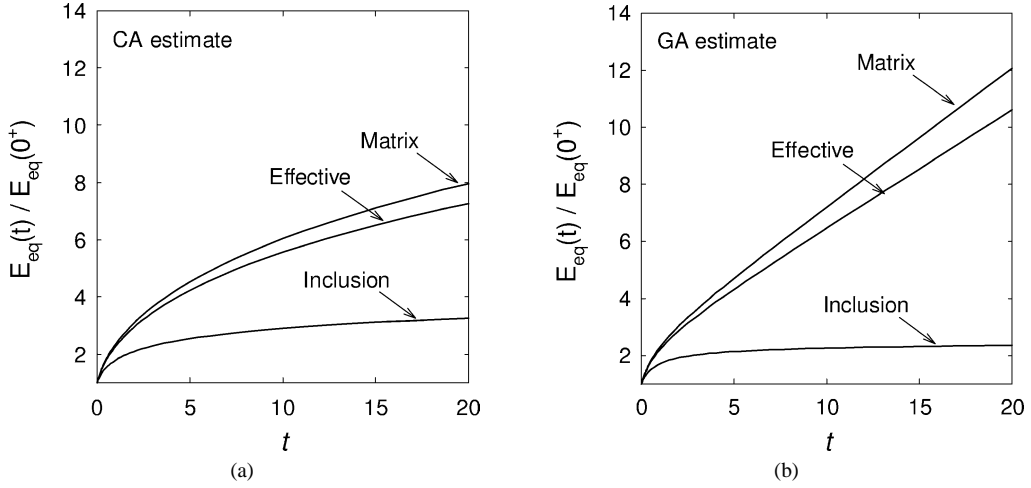 CA estimate
14
12
10
8
6
4
2
E_eq(t) / E_eq(0⁺)
Matrix
Effective
Inclusion
0
5
10
15
20
t
(a)
GA estimate
14
12
10
8
6
4
2
E_eq(t) / E_eq(0⁺)
Matrix
Effective
Inclusion
0
5
10
15
20
t
(b)